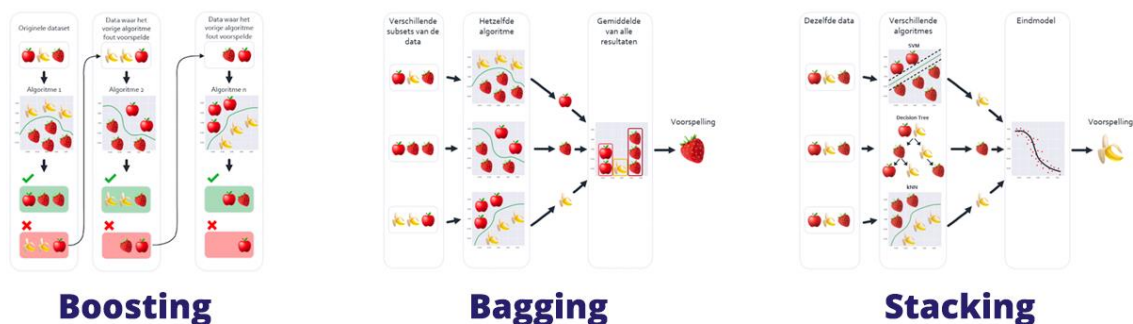 Originele dataset
Data waar het
vorige algoritme
fout voorspelde
Data waar het
vorige algoritme
fout voorspelde
Algoritme 1
Algoritme 2
Algoritme n
Boosting
Verschillende
subsets van de
data
Hetzelfde
algoritme
Gemiddelde
van alle
resultaten
Voorspelling
Bagging
Dezelfde data
Verschillende
algoritmes
Eindmodel
SVM
Decision Tree
kNN
Voorspelling
Stacking